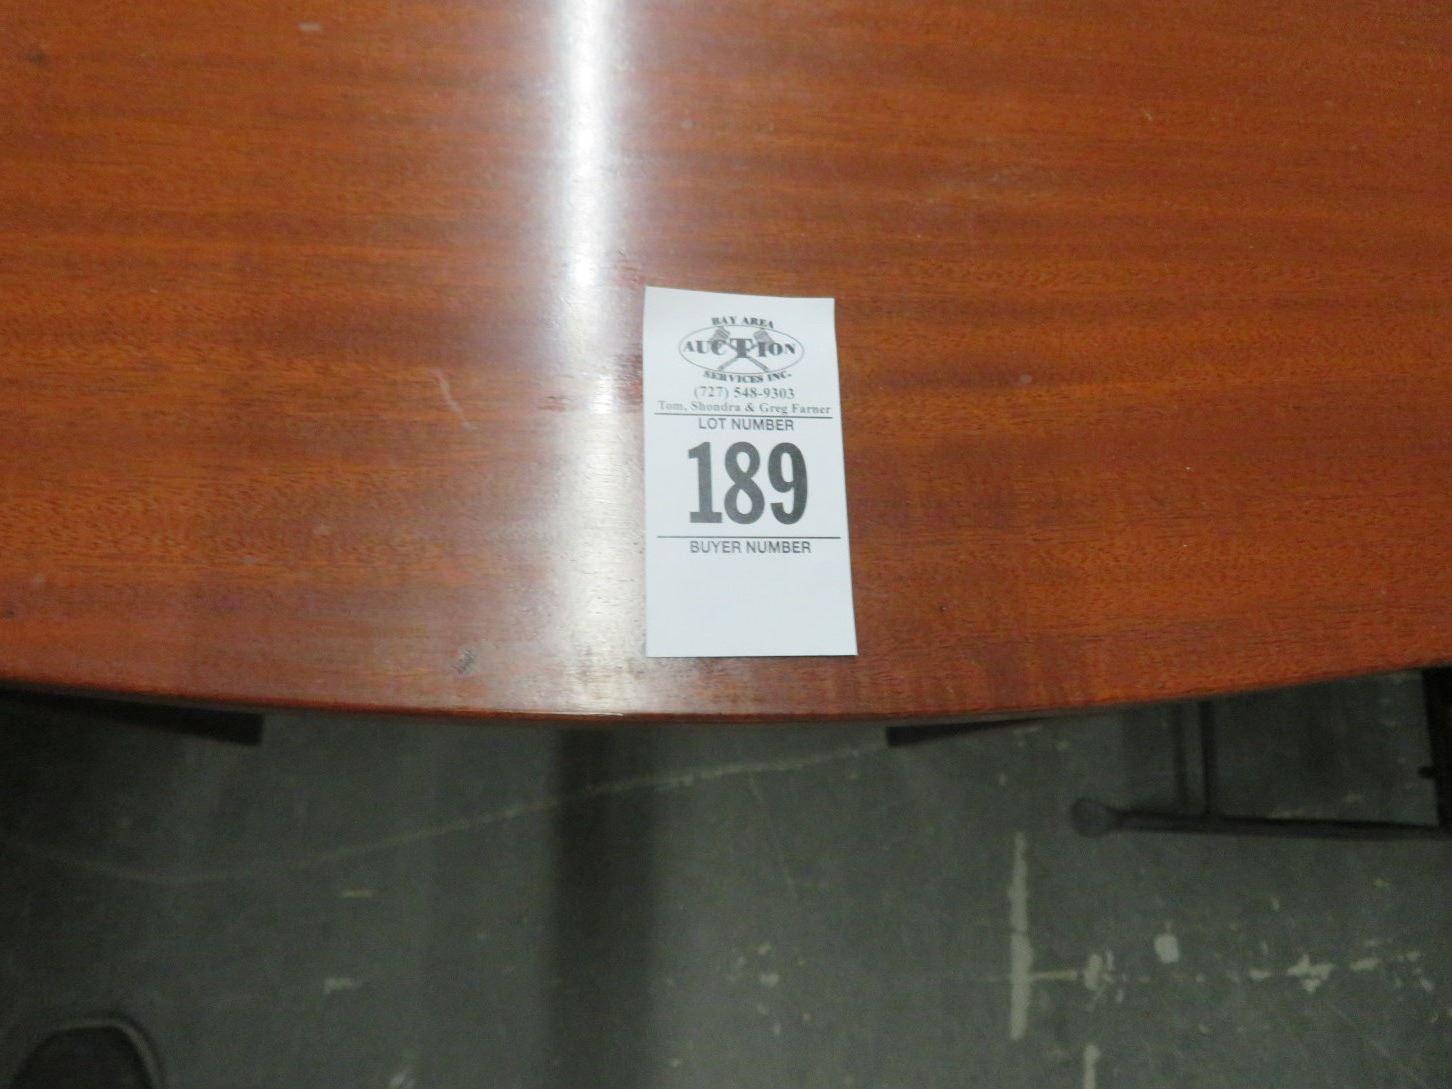 BAY AREA
AUCTION
SERVICES INC.
(727) 548-9303
Tom, Shondra & Greg Farner
LOT NUMBER
189
BUYER NUMBER